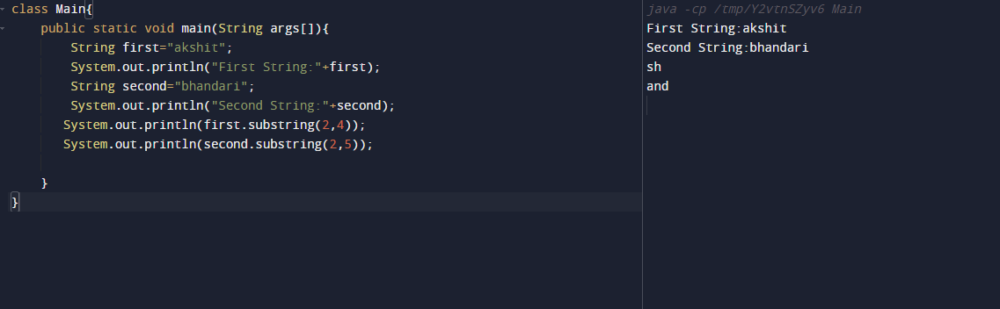 class Main{
    public static void main(String args[]){
        String first="akshit";
        System.out.println("First String:"+first);
        String second="bhandari";
        System.out.println("Second String:"+second);
       System.out.println(first.substring(2,4));
       System.out.println(second.substring(2,5));
    }
}
java -cp /tmp/Y2vtnSZyv6 Main
First String:akshit
Second String:bhandari
sh
and